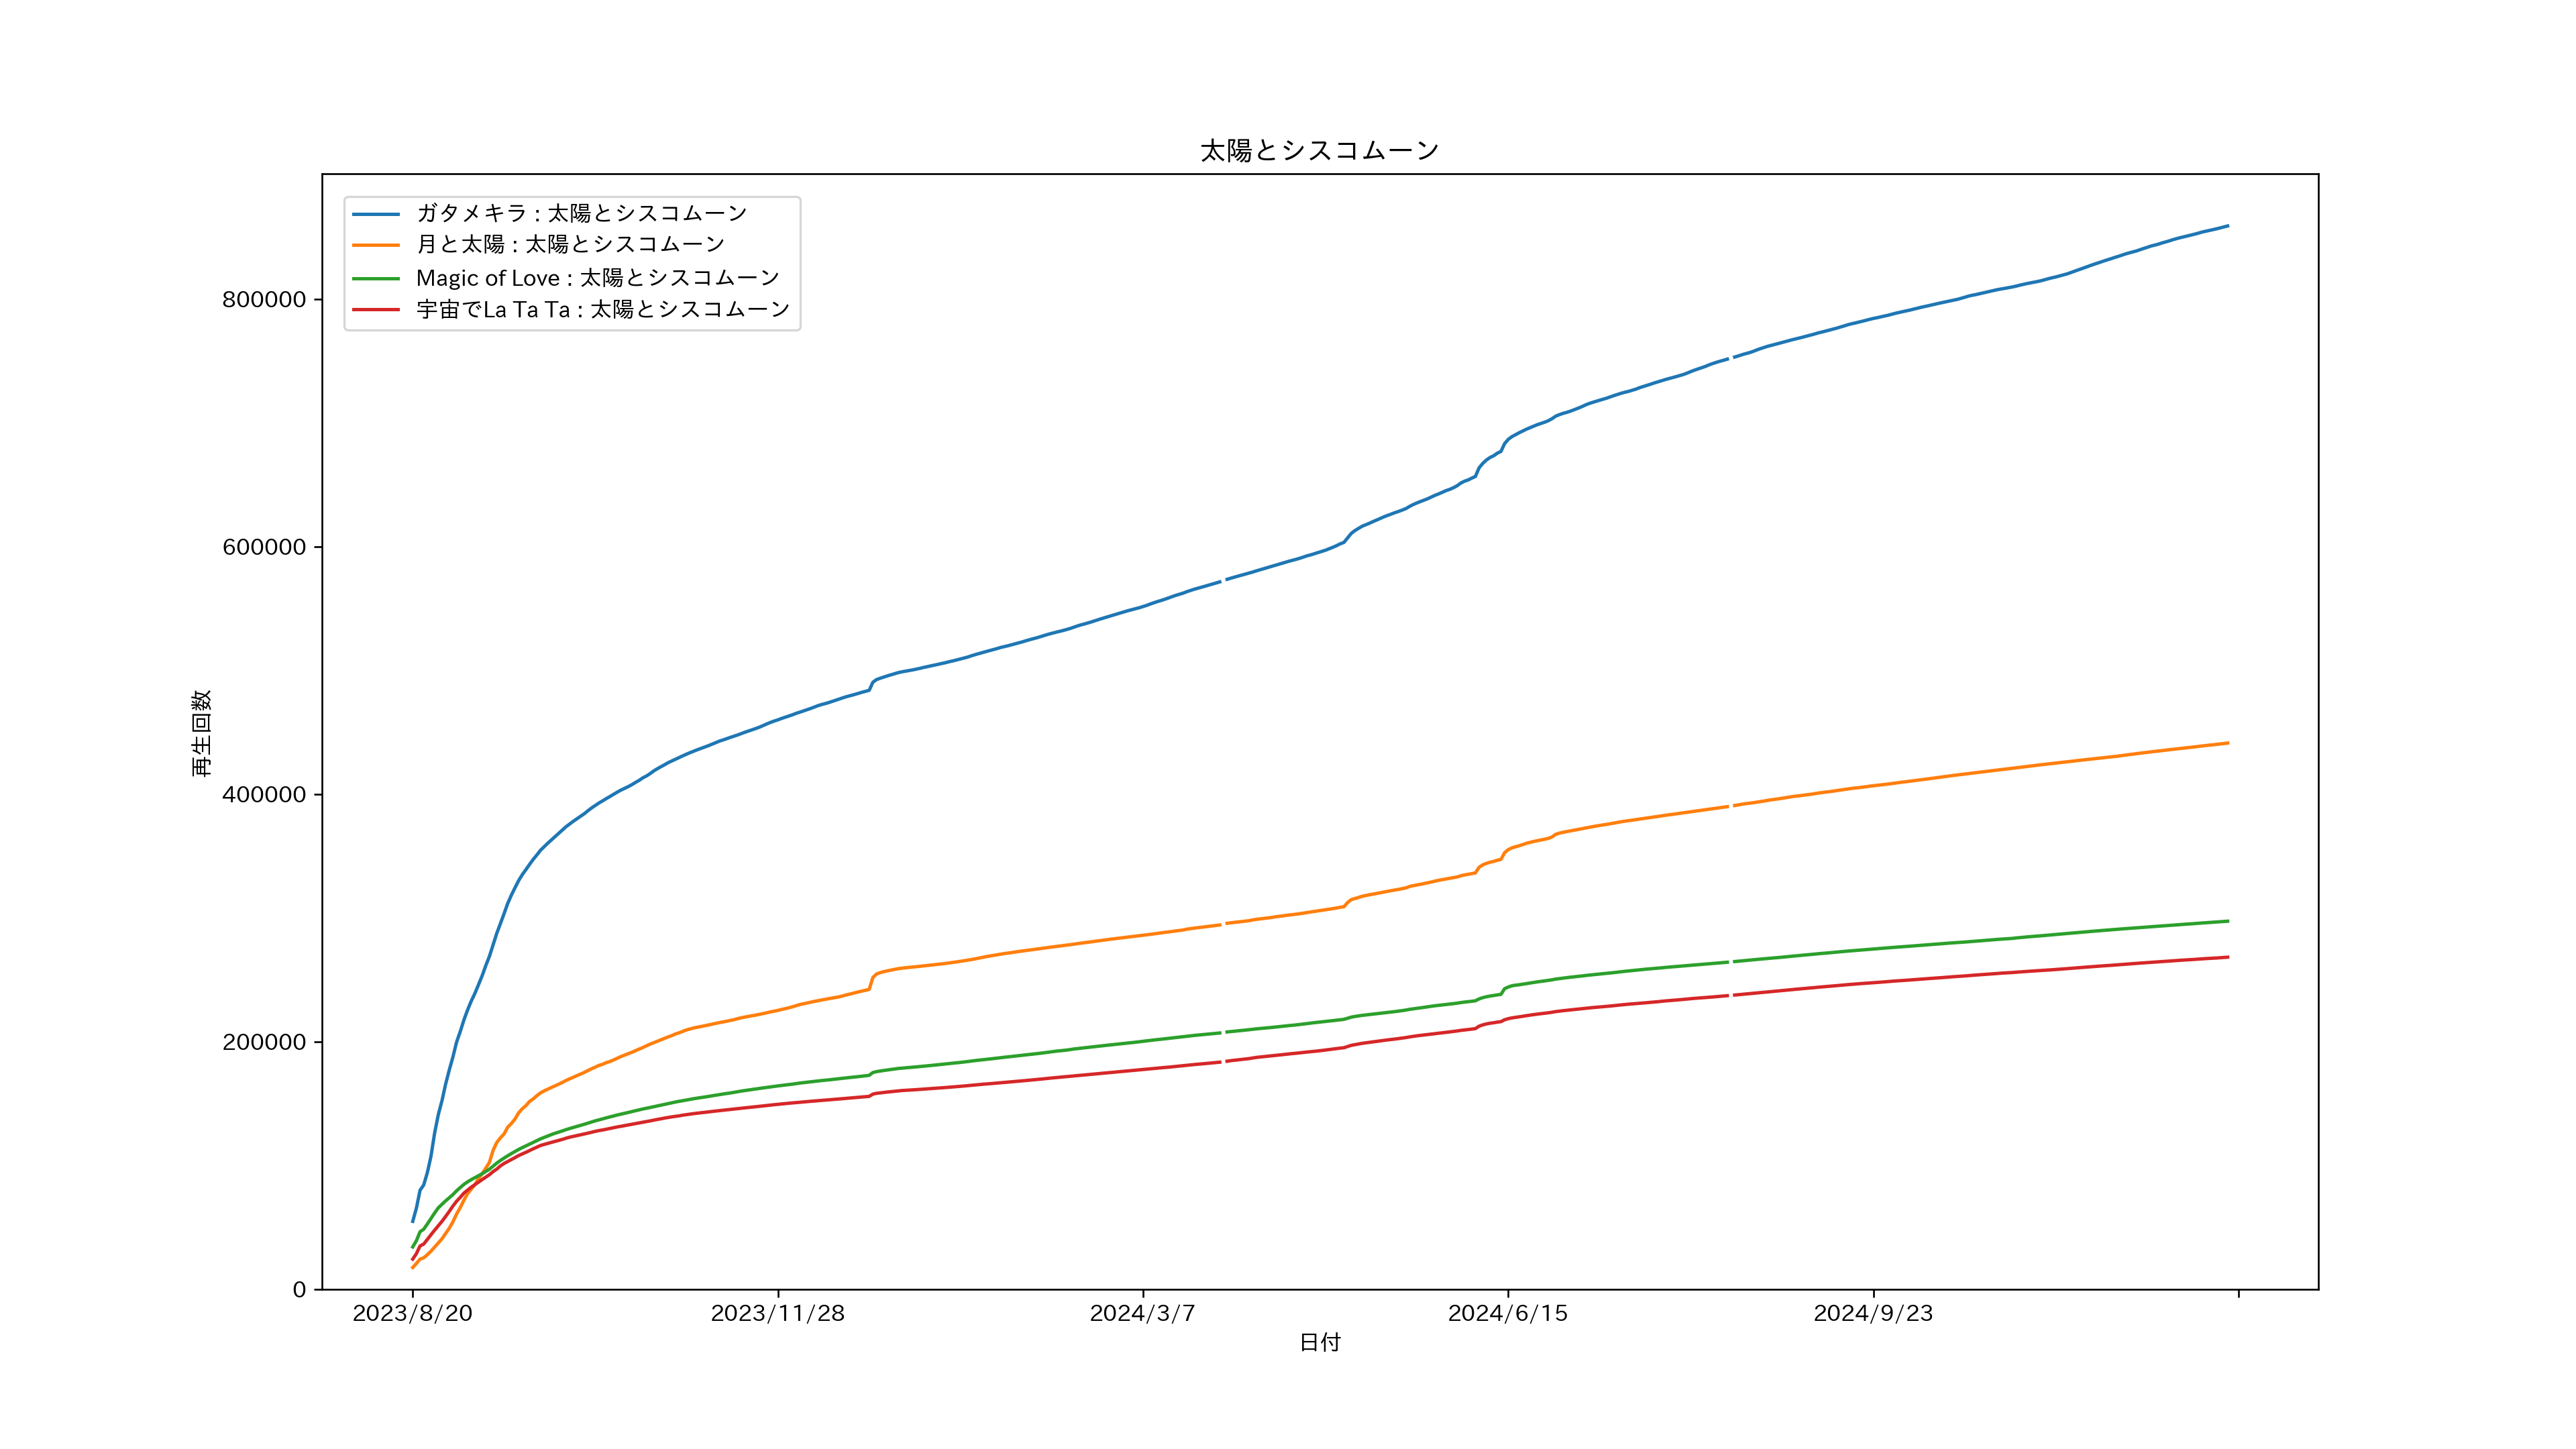 太陽とシスコムーン
ガタメキラ : 太陽とシスコムーン
月と太陽 : 太陽とシスコムーン
Magic of Love : 太陽とシスコムーン
宇宙でLa Ta Ta : 太陽とシスコムーン
800000
600000
400000
200000
0
再生回数
2023/8/20
2023/11/28
2024/3/7
2024/6/15
2024/9/23
日付